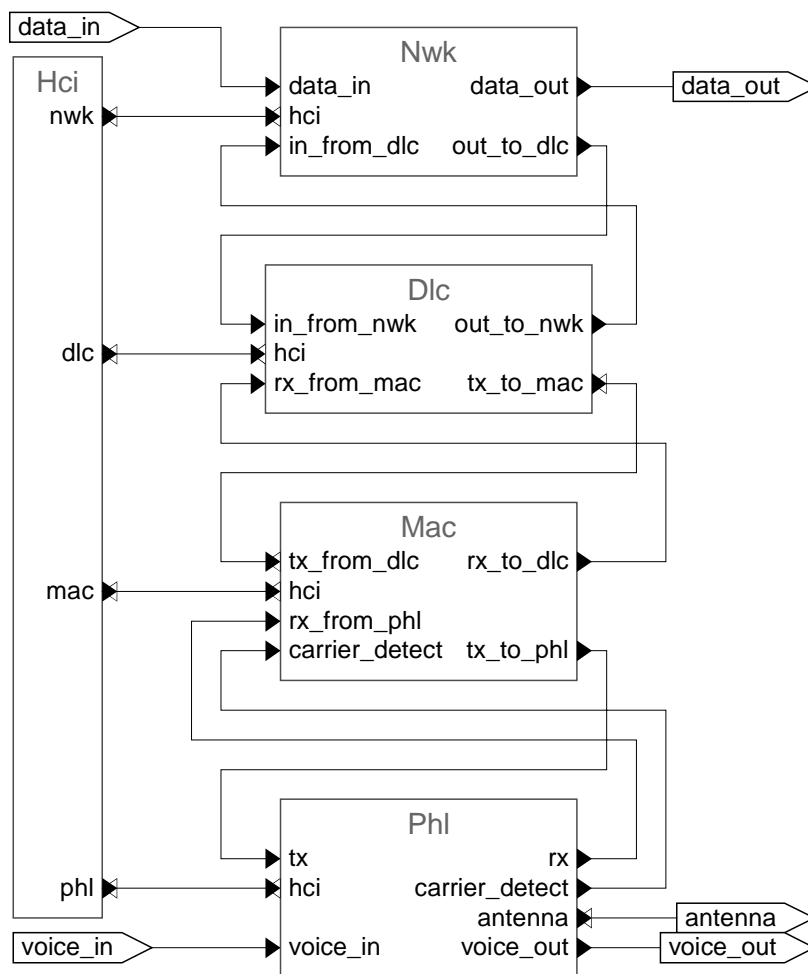 data_in
Hci
nwk
dlc
mac
phl
Nwk
data_in data_out
hci
in_from_dlc out_to_dlc
data_out
Dlc
in_from_nwk out_to_nwk
hci
rx_from_mac tx_to_mac
Mac
tx_from_dlc rx_to_dlc
hci
rx_from_phl
carrier_detect tx_to_phl
Phl
tx rx
hci carrier_detect
antenna
voice_in voice_out
voice_in
antenna
voice_out